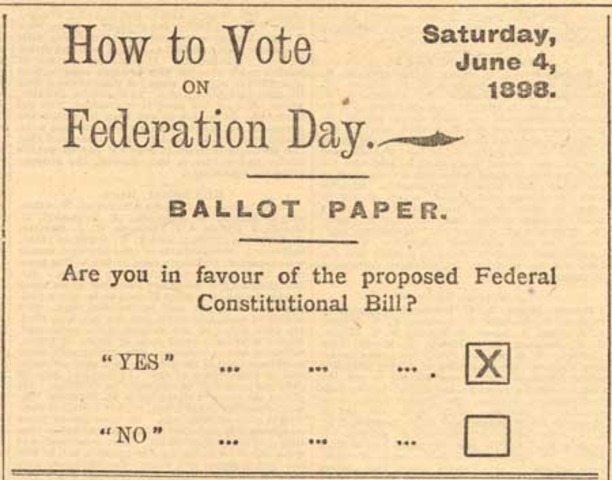 How to Vote
ON
Federation Day.
Saturday,
June 4,
1898.
BALLOT PAPER.
Are you in favour of the proposed Federal
Constitutional Bill?
"YES" ... ... ... . X
"NO" ... ... ...